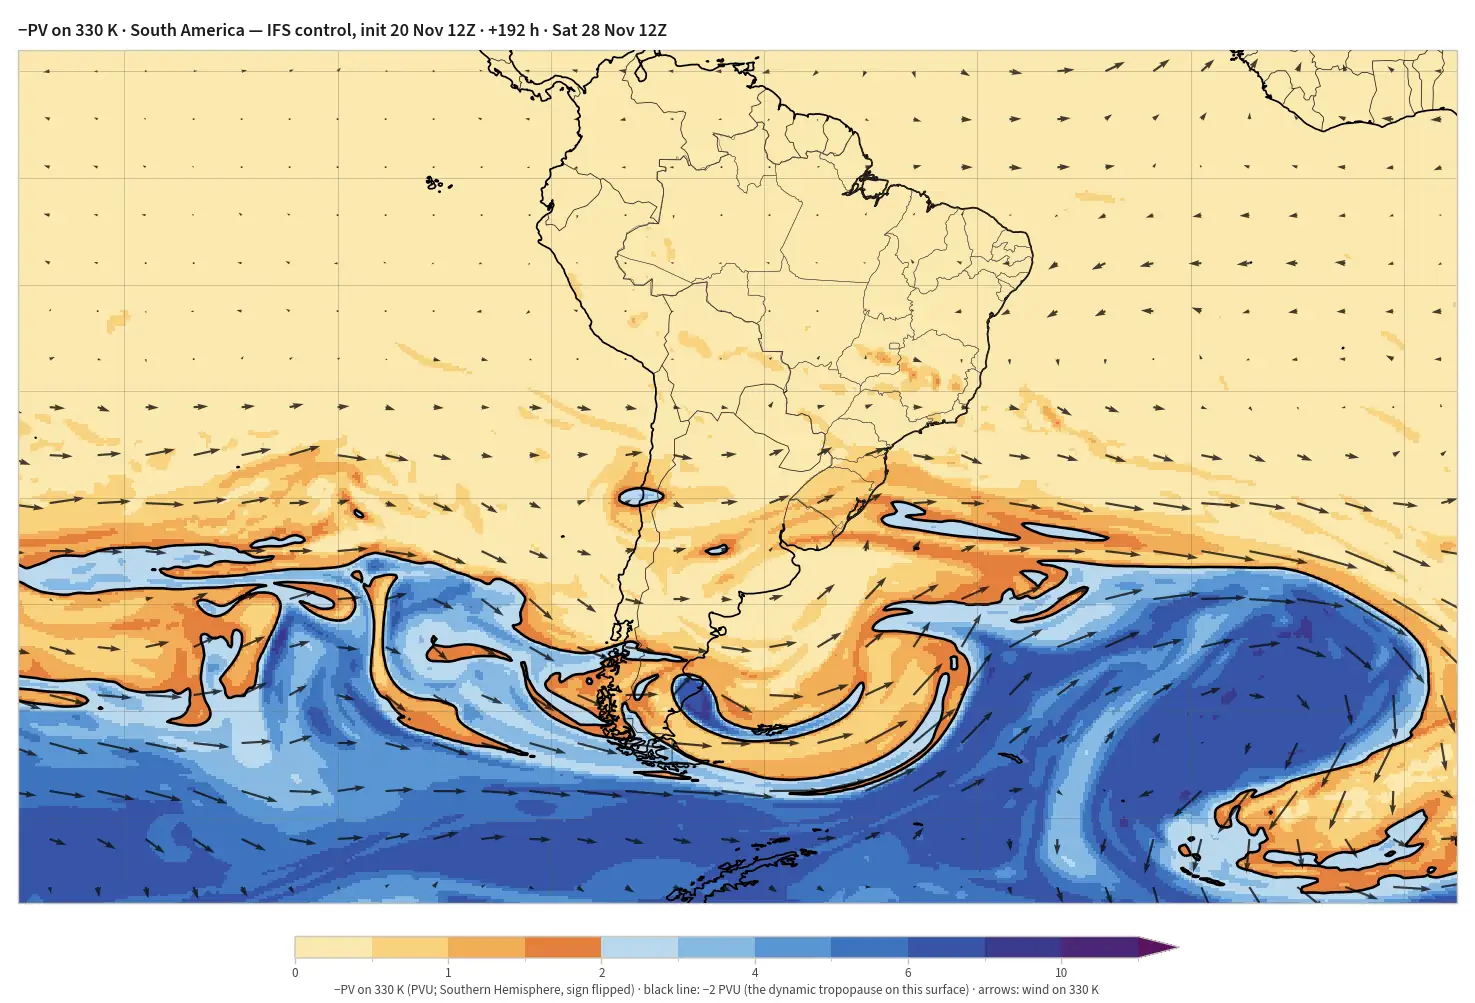 −PV on 330 K · South America — IFS control, init 20 Nov 12Z · +192 h · Sat 28 Nov 12Z
0 1 2 4 6 10
−PV on 330 K (PVU; Southern Hemisphere, sign flipped) · black line: −2 PVU (the dynamic tropopause on this surface) · arrows: wind on 330 K